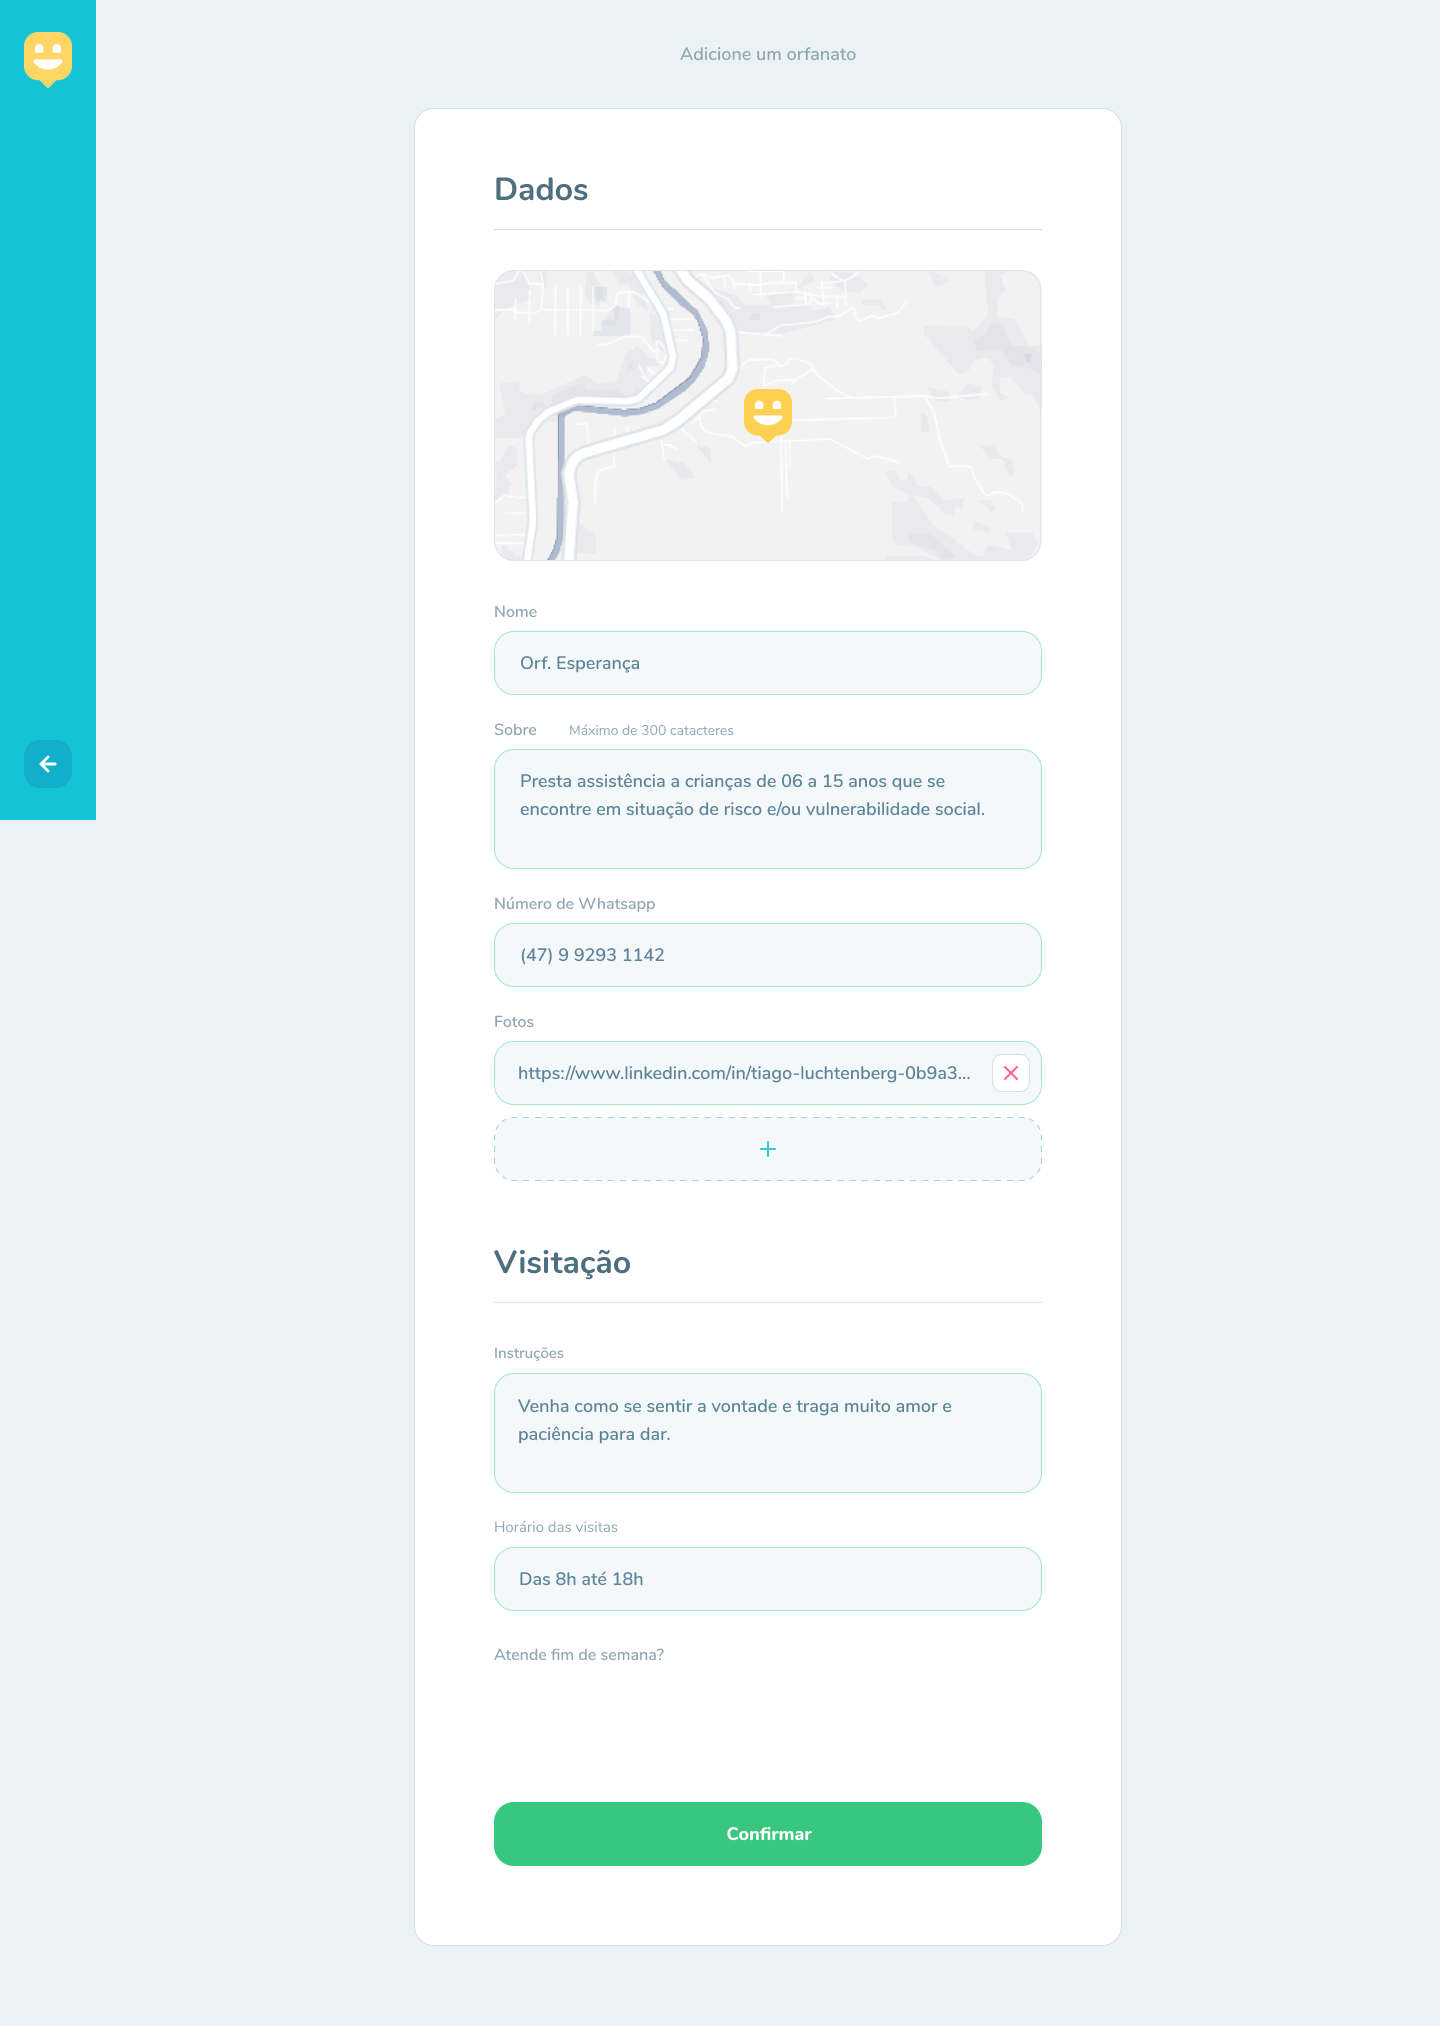 Adicione um orfanato
Dados
Nome
Orf. Esperança
Sobre Máximo de 300 catacteres
Presta assistência a crianças de 06 a 15 anos que se
encontre em situação de risco e/ou vulnerabilidade social.
Número de Whatsapp
(47) 9 9293 1142
Fotos
https://www.linkedin.com/in/tiago-luchtenberg-0b9a3...
Visitação
Instruções
Venha como se sentir a vontade e traga muito amor e
paciência para dar.
Horário das visitas
Das 8h até 18h
Atende fim de semana?
Confirmar